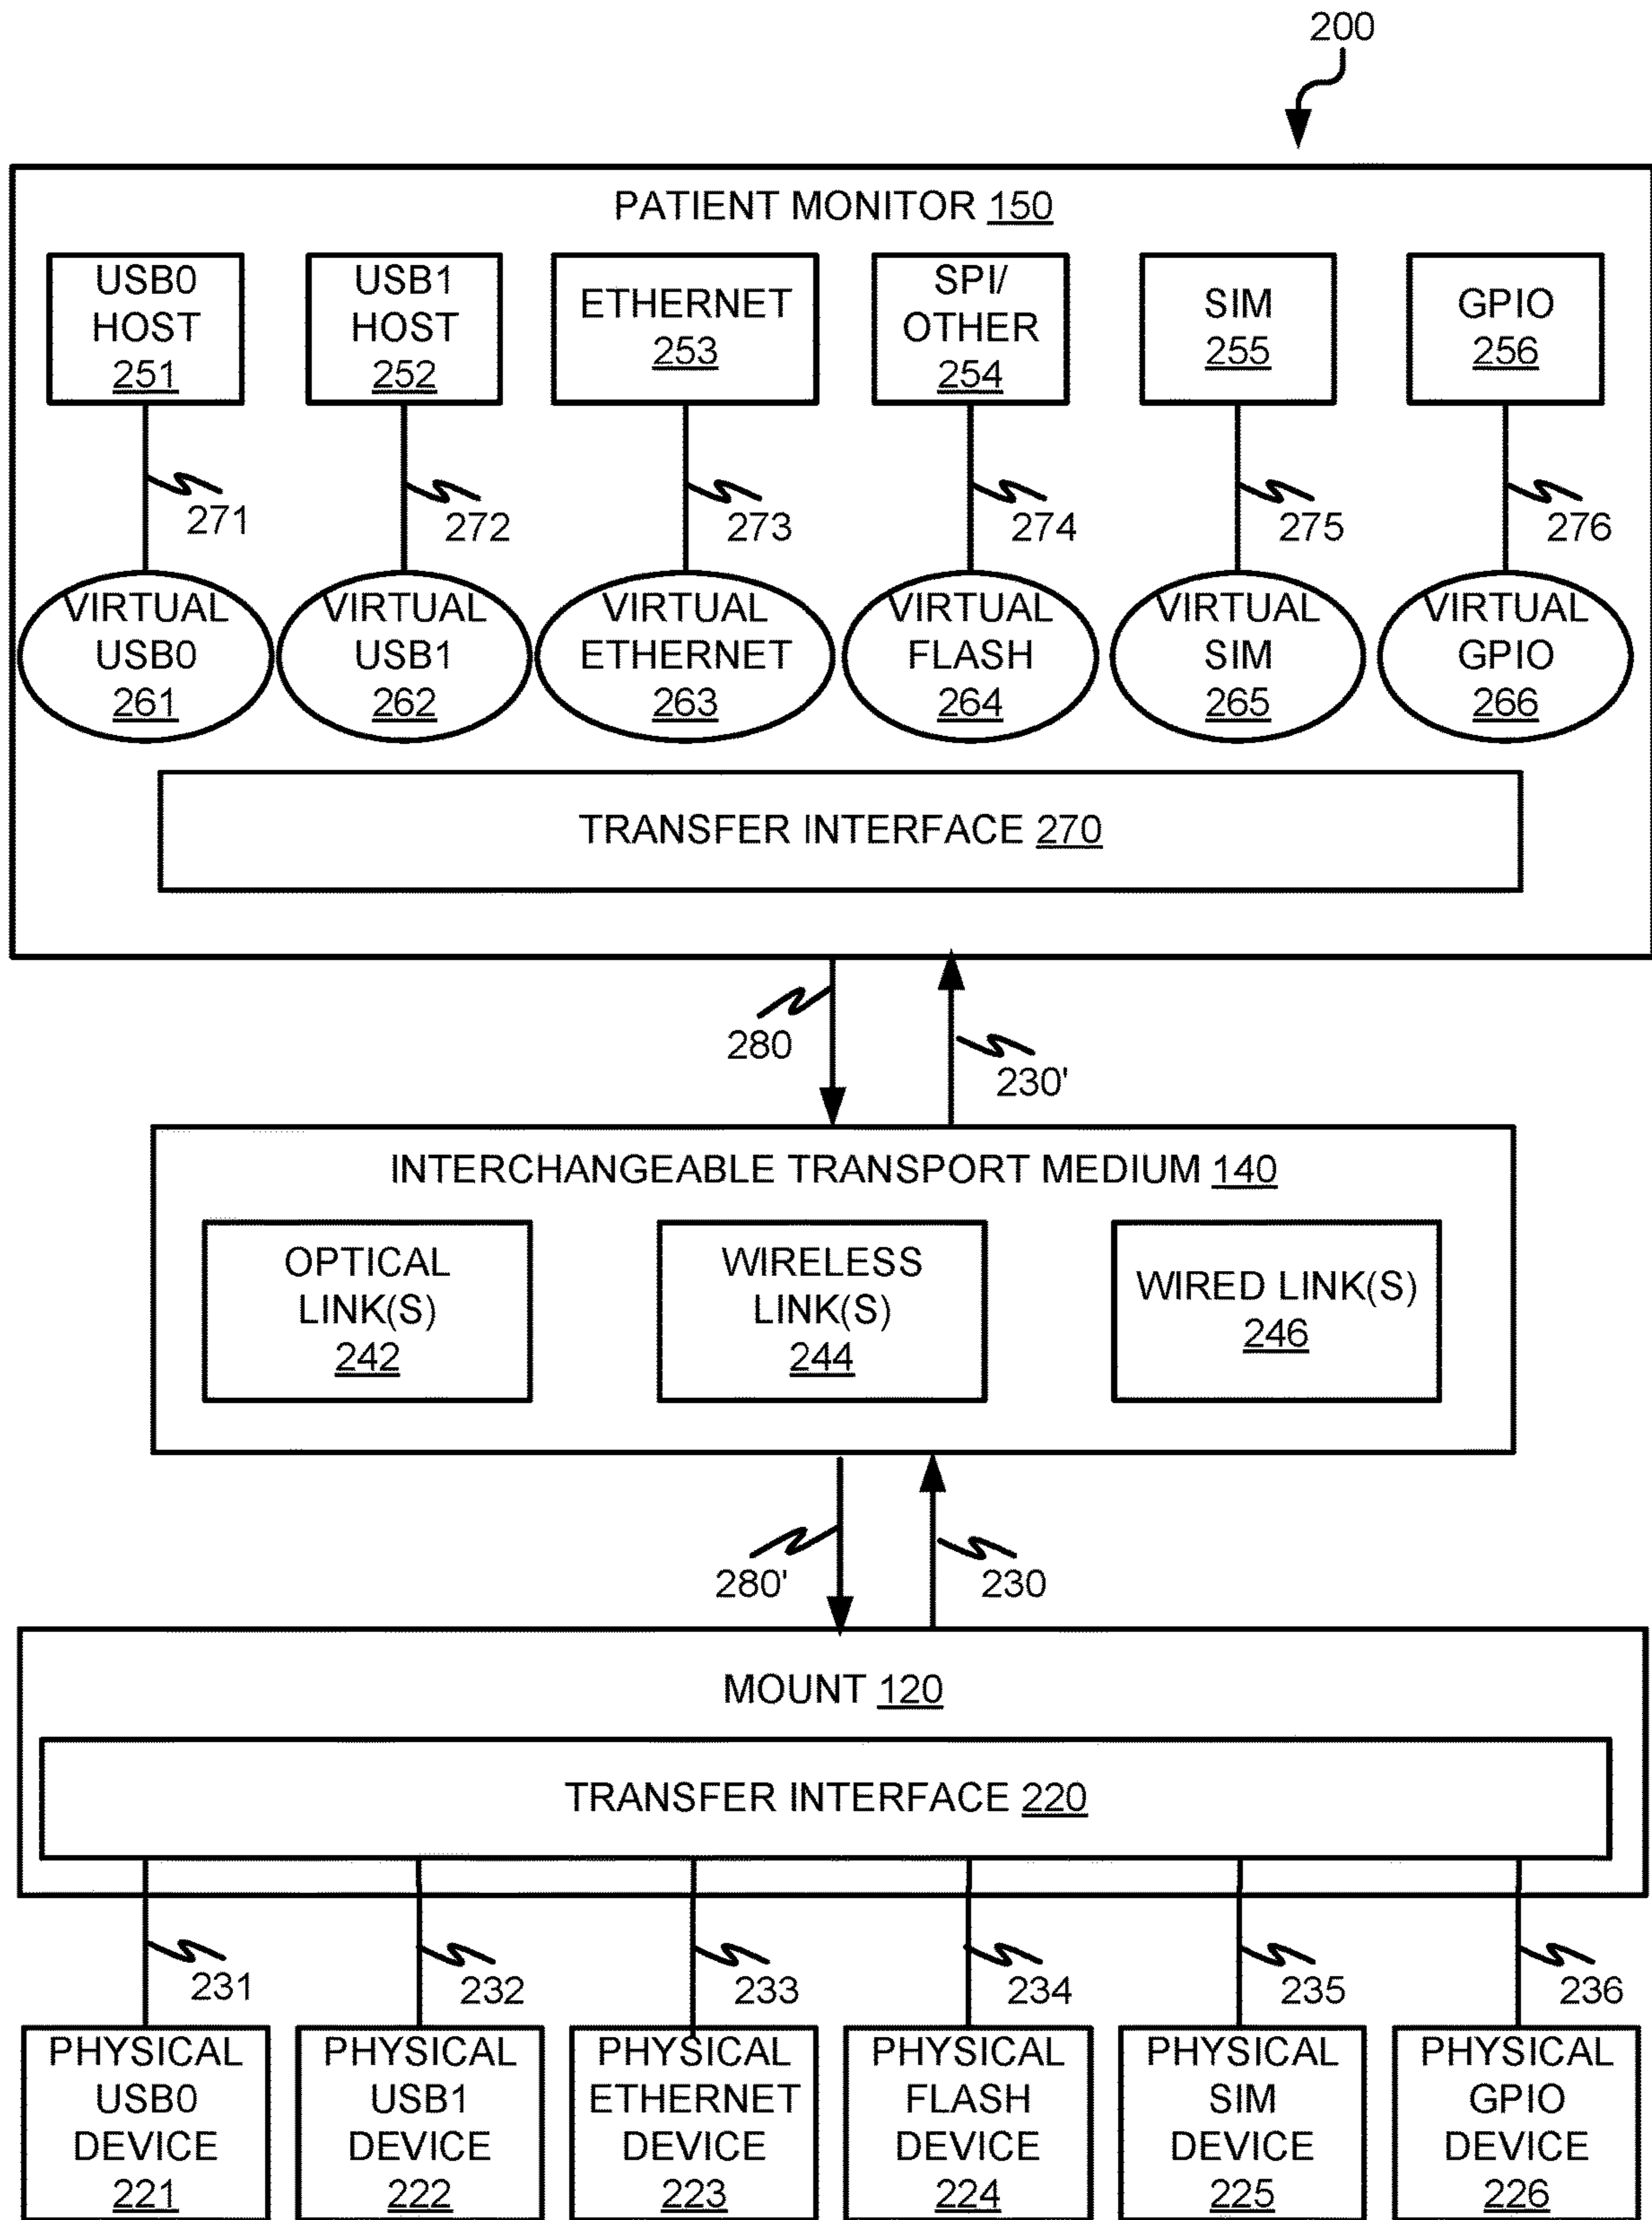 200
PATIENT MONITOR 150
USB0
HOST
251
USB1
HOST
252
ETHERNET
253
SPI/
OTHER
254
SIM
255
GPIO
256
271
272
273
274
275
276
VIRTUAL
USB0
261
VIRTUAL
USB1
262
VIRTUAL
ETHERNET
263
VIRTUAL
FLASH
264
VIRTUAL
SIM
265
VIRTUAL
GPIO
266
TRANSFER INTERFACE 270
280
230'
INTERCHANGEABLE TRANSPORT MEDIUM 140
OPTICAL
LINK(S)
242
WIRELESS
LINK(S)
244
WIRED LINK(S)
246
280'
230
MOUNT 120
TRANSFER INTERFACE 220
231
232
233
234
235
236
PHYSICAL
USB0
DEVICE
221
PHYSICAL
USB1
DEVICE
222
PHYSICAL
ETHERNET
DEVICE
223
PHYSICAL
FLASH
DEVICE
224
PHYSICAL
SIM
DEVICE
225
PHYSICAL
GPIO
DEVICE
226